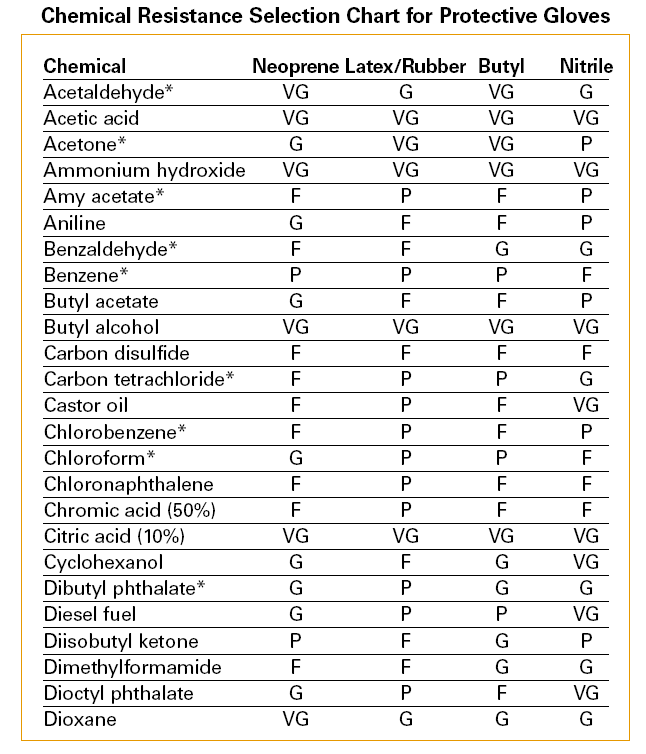 Chemical Resistance Selection Chart for Protective Gloves
Chemical Neoprene Latex/Rubber Butyl Nitrile
Acetaldehyde* VG G VG G
Acetic acid VG VG VG VG
Acetone* G VG VG P
Ammonium hydroxide VG VG VG VG
Amy acetate* F P F P
Aniline G F F P
Benzaldehyde* F F G G
Benzene* P P P F
Butyl acetate G F F P
Butyl alcohol VG VG VG VG
Carbon disulfide F F F F
Carbon tetrachloride* F P P G
Castor oil F P F VG
Chlorobenzene* F P F P
Chloroform* G P P F
Chloronaphthalene F P F F
Chromic acid (50%) F P F F
Citric acid (10%) VG VG VG VG
Cyclohexanol G F G VG
Dibutyl phthalate* G P G G
Diesel fuel G P P VG
Diisobutyl ketone P F G P
Dimethylformamide F F G G
Dioctyl phthalate G P F VG
Dioxane VG G G G